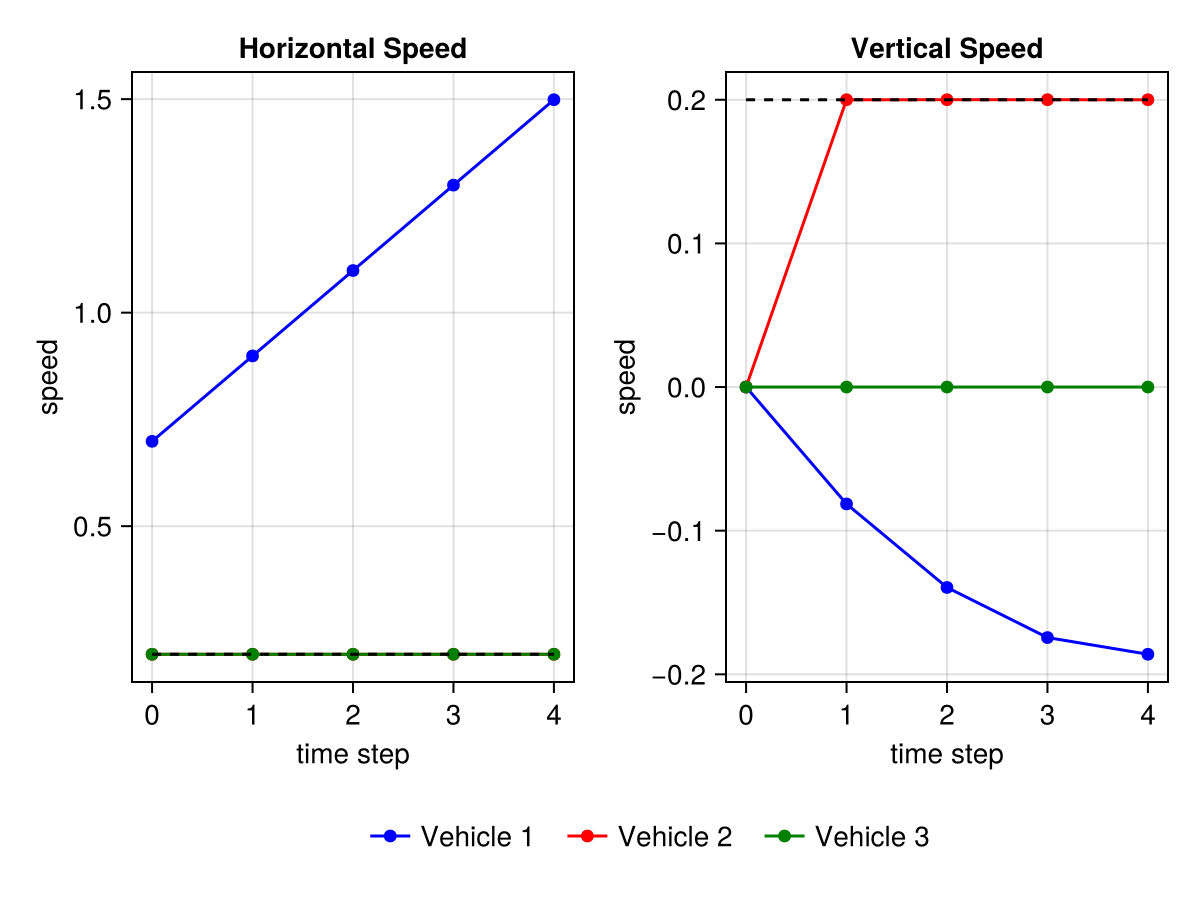 Horizontal Speed
1.5
1.0
0.5
speed
0 1 2 3 4
time step
Vertical Speed
0.2
0.1
0.0
−0.1
−0.2
speed
0 1 2 3 4
time step
Vehicle 1 Vehicle 2 Vehicle 3